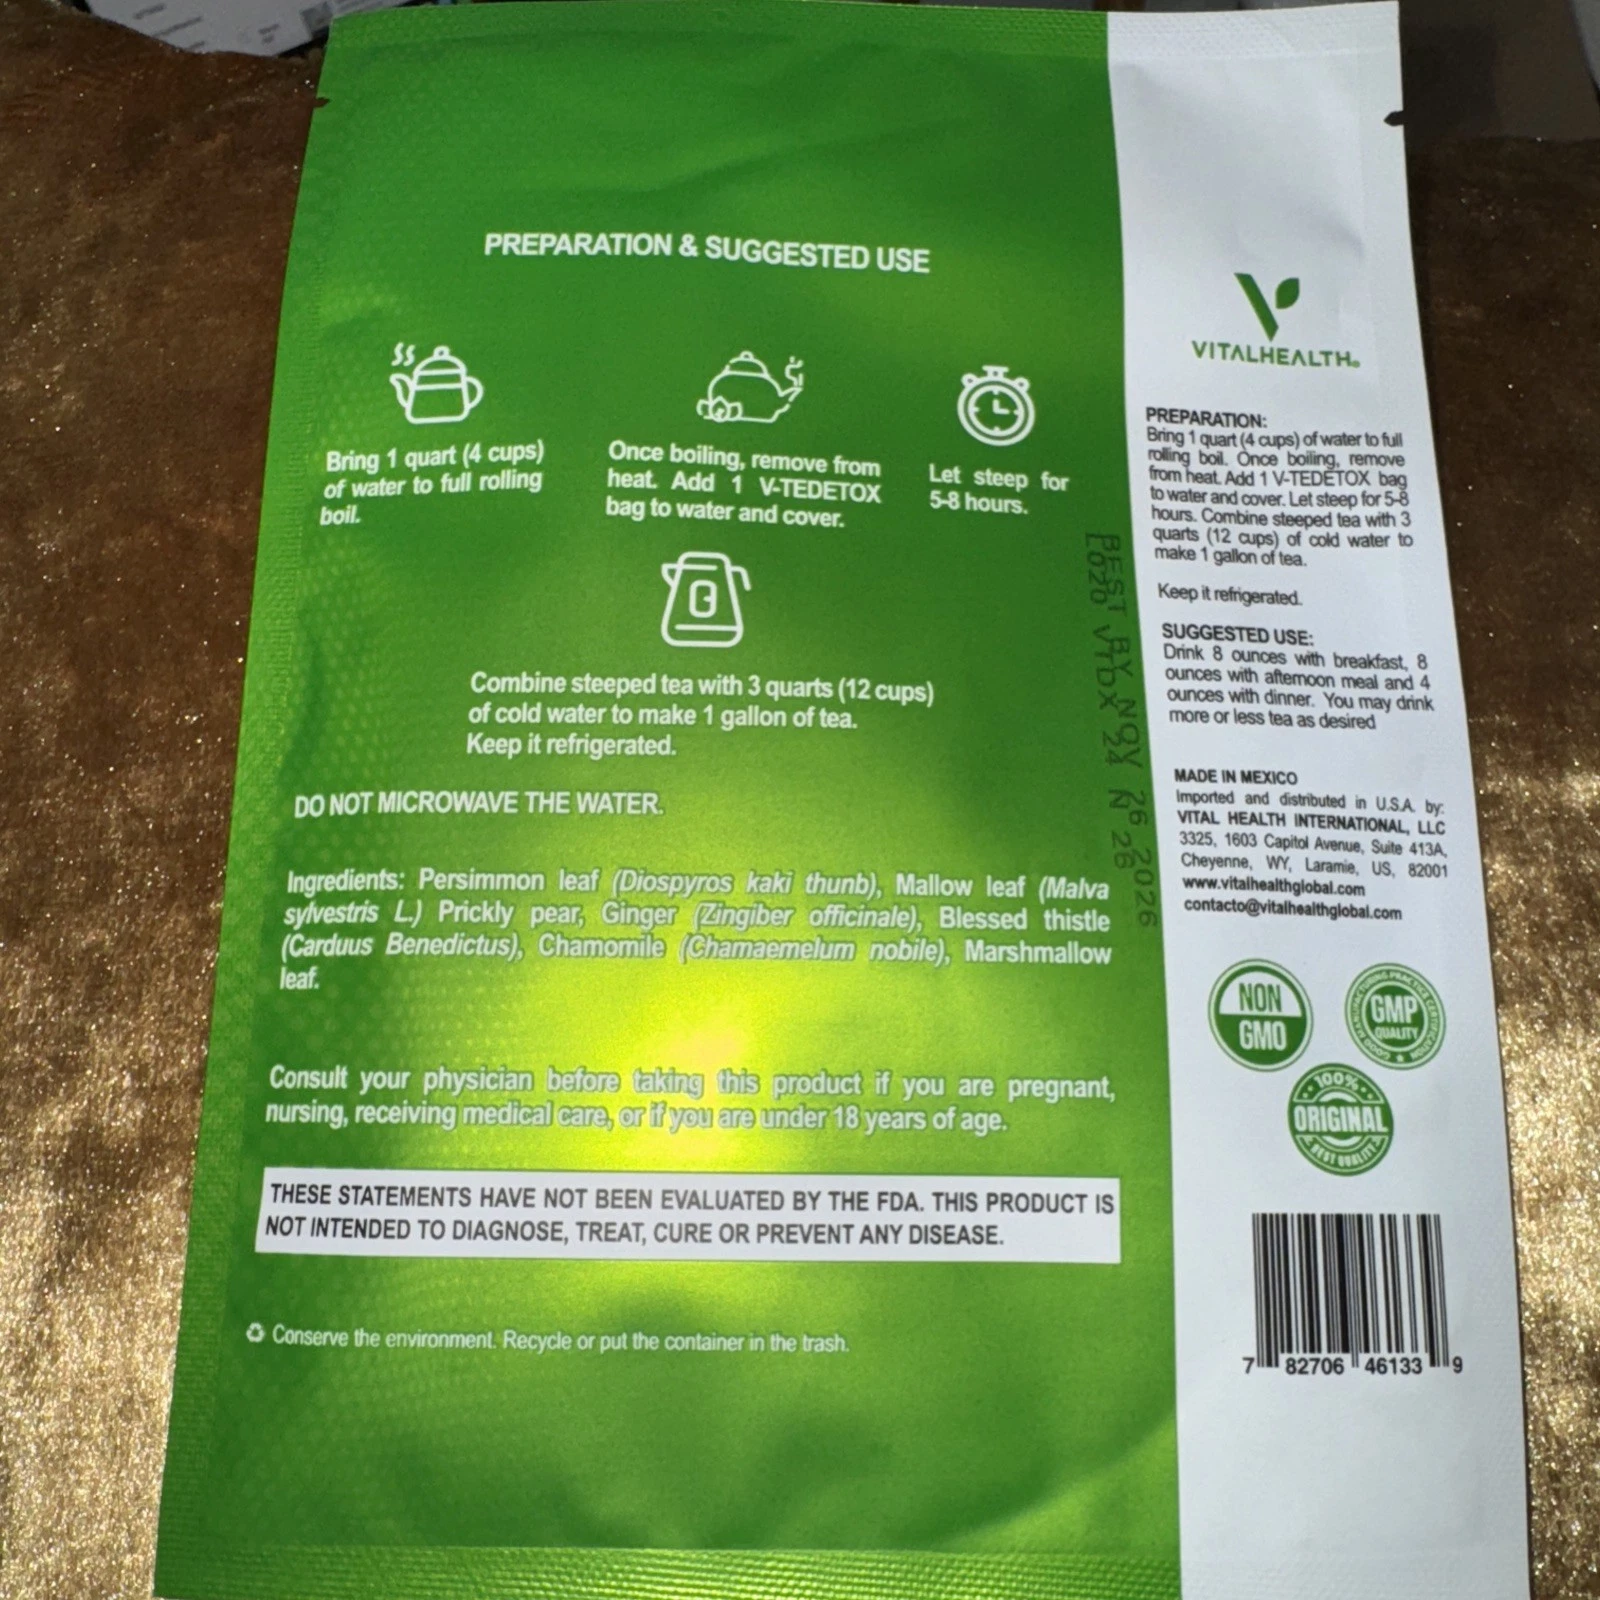 PREPARATION & SUGGESTED USE
Bring 1 quart (4 cups)
of water to full rolling
boil.
Once boiling, remove from
heat. Add 1 V-TEDETOX
bag to water and cover.
Let steep for
5-8 hours.
Combine steeped tea with 3 quarts (12 cups)
of cold water to make 1 gallon of tea.
Keep it refrigerated.
DO NOT MICROWAVE THE WATER.
Ingredients: Persimmon leaf (Diospyros kaki thunb), Mallow leaf (Malva
sylvestris L.) Prickly pear, Ginger (Zingiber officinale), Blessed thistle
(Carduus Benedictus), Chamomile (Chamaemelum nobile), Marshmallow
leaf.
Consult your physician before taking this product if you are pregnant,
nursing, receiving medical care, or if you are under 18 years of age.
THESE STATEMENTS HAVE NOT BEEN EVALUATED BY THE FDA. THIS PRODUCT IS
NOT INTENDED TO DIAGNOSE, TREAT, CURE OR PREVENT ANY DISEASE.
Conserve the environment. Recycle or put the container in the trash.
BEST BY NOV 26 2026
24 N 26
VITALHEALTH®
PREPARATION:
Bring 1 quart (4 cups) of water to full
rolling boil. Once boiling, remove
from heat. Add 1 V-TEDETOX bag
to water and cover. Let steep for 5-8
hours. Combine steeped tea with 3
quarts (12 cups) of cold water to
make 1 gallon of tea.
Keep it refrigerated.
SUGGESTED USE:
Drink 8 ounces with breakfast, 8
ounces with afternoon meal and 4
ounces with dinner. You may drink
more or less tea as desired
MADE IN MEXICO
Imported and distributed in U.S.A. by:
VITAL HEALTH INTERNATIONAL, LLC
3325, 1603 Capitol Avenue, Suite 413A,
Cheyenne, WY, Laramie, US, 82001
www.vitalhealthglobal.com
contacto@vitalhealthglobal.com
NON
GMO
GOOD MANUFACTURING PRACTICE CERTIFICATION
GMP
QUALITY
100%
ORIGINAL
BEST QUALITY
7 82706 46133 9